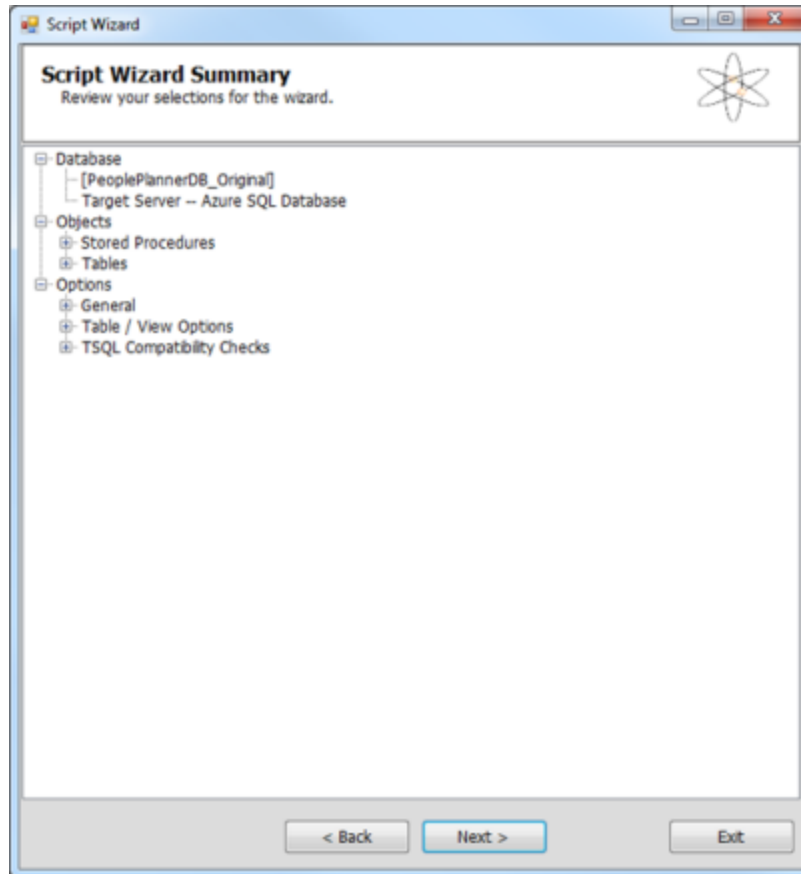 Script Wizard
Script Wizard Summary
Review your selections for the wizard.
Database
[PeoplePlannerDB_Original]
Target Server -- Azure SQL Database
Objects
Stored Procedures
Tables
Options
General
Table / View Options
TSQL Compatibility Checks
< Back Next > Exit